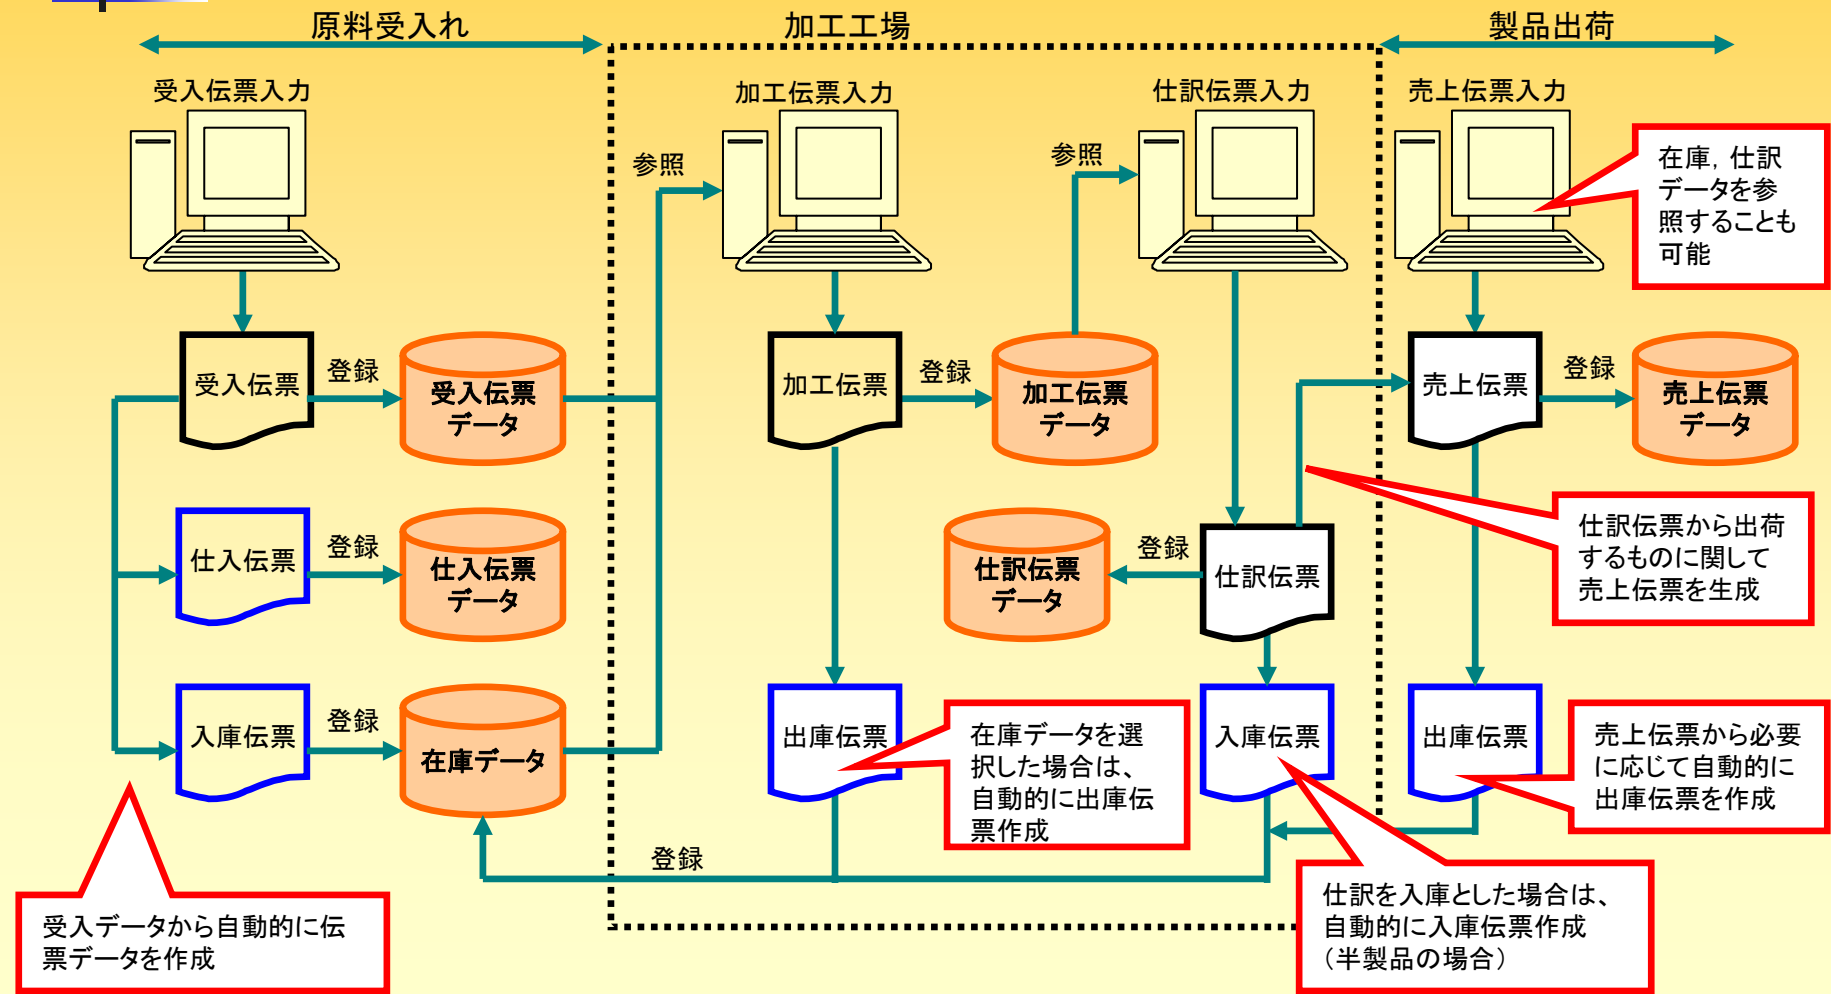 原料受入れ
加工工場
製品出荷
受入伝票入力
加工伝票入力
仕訳伝票入力
売上伝票入力
参照
参照
在庫, 仕訳
データを参
照することも
可能
受入伝票
登録
受入伝票
データ
加工伝票
登録
加工伝票
データ
売上伝票
登録
売上伝票
データ
仕入伝票
登録
仕入伝票
データ
仕訳伝票
データ
登録
仕訳伝票
仕訳伝票から出荷
するものに関して
売上伝票を生成
入庫伝票
登録
在庫データ
出庫伝票
在庫データを選
択した場合は、
自動的に出庫伝
票作成
入庫伝票
出庫伝票
売上伝票から必要
に応じて自動的に
出庫伝票を作成
登録
受入データから自動的に伝
票データを作成
仕訳を入庫とした場合は、
自動的に入庫伝票作成
（半製品の場合）